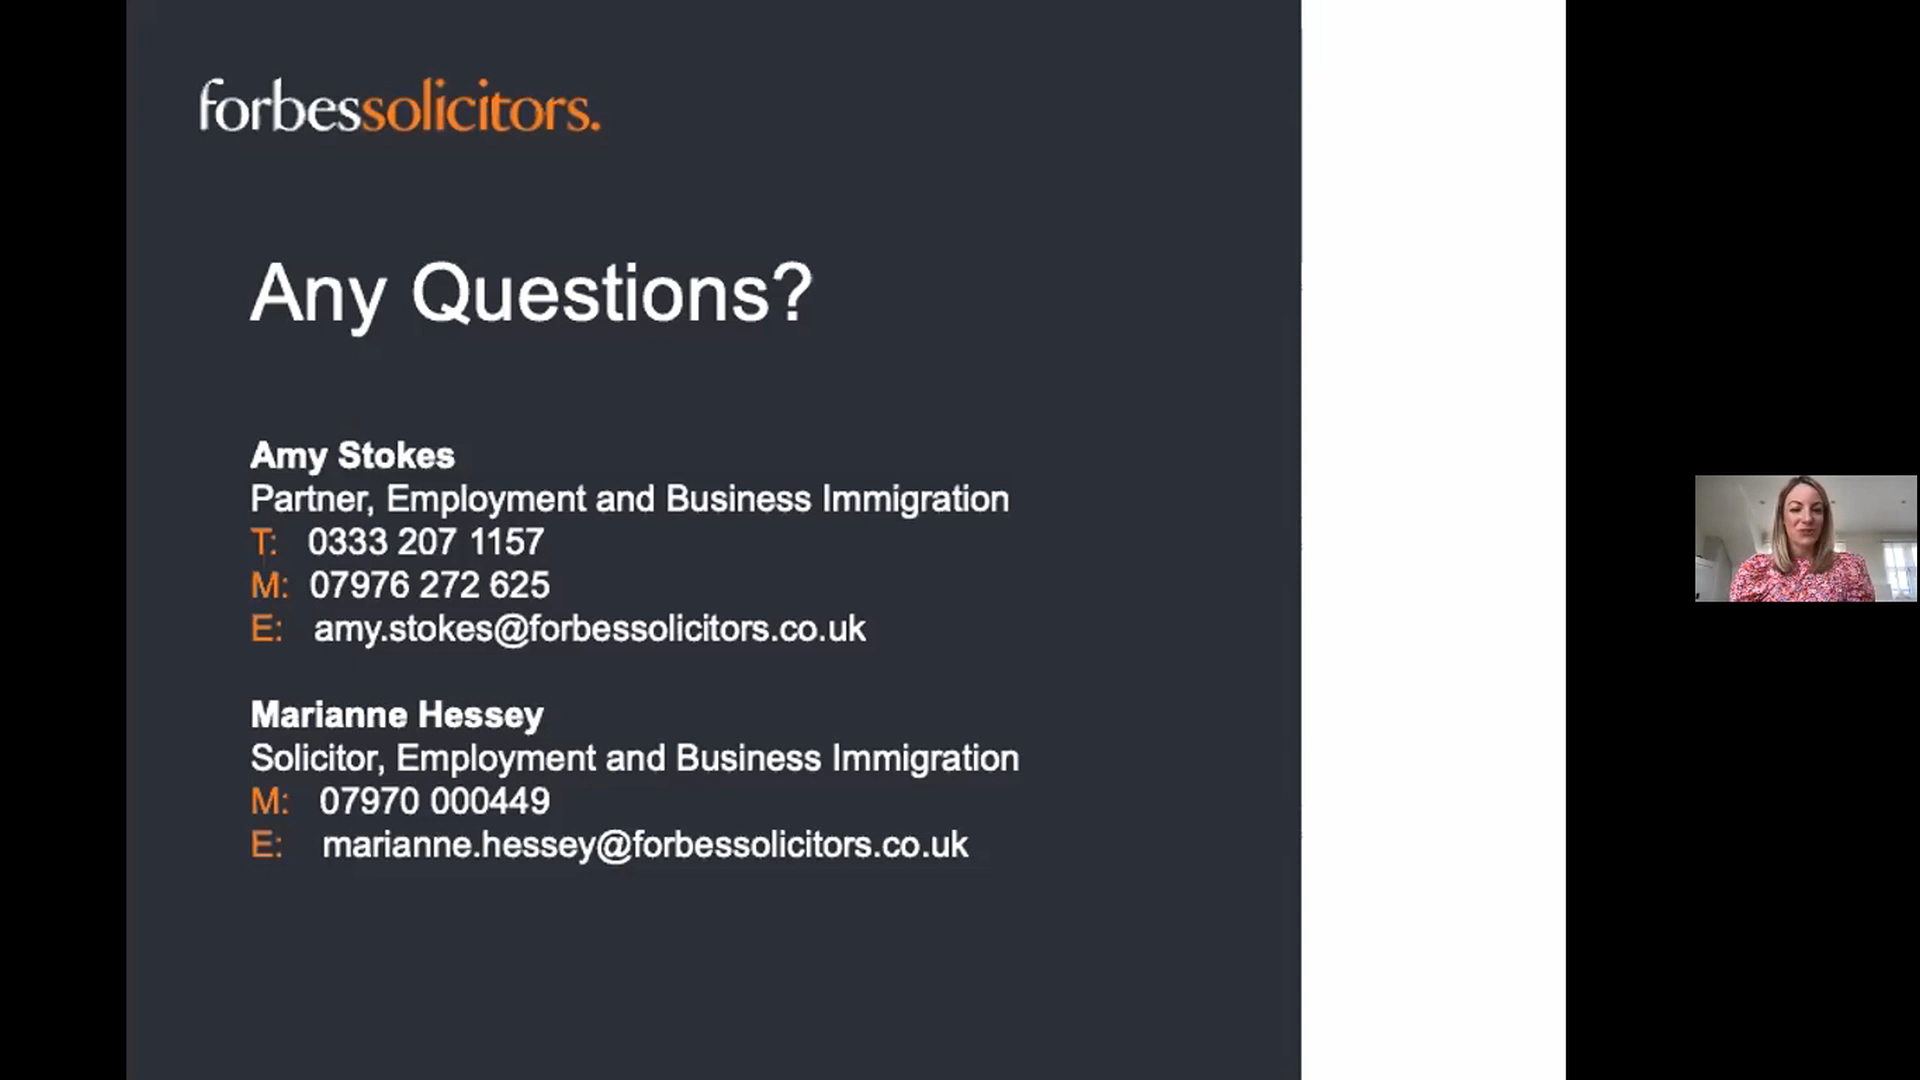 forbessolicitors.
Any Questions?
Amy Stokes
Partner, Employment and Business Immigration
T: 0333 207 1157
M: 07976 272 625
E: amy.stokes@forbessolicitors.co.uk
Marianne Hessey
Solicitor, Employment and Business Immigration
M: 07970 000449
E: marianne.hessey@forbessolicitors.co.uk